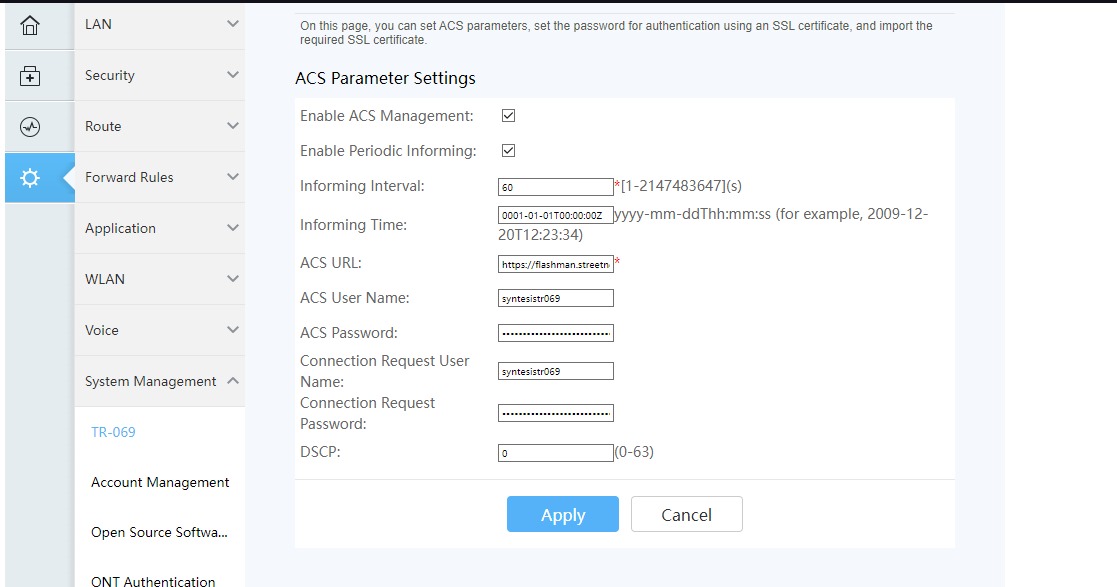 On this page, you can set ACS parameters, set the password for authentication using an SSL certificate, and import the
required SSL certificate.
ACS Parameter Settings
Enable ACS Management:
Enable Periodic Informing:
Informing Interval: 60 *[1-2147483647](s)
Informing Time: 0001-01-01T00:00:00Z yyyy-mm-ddThh:mm:ss (for example, 2009-12-
20T12:23:34)
ACS URL: https://flashman.streetn *
ACS User Name: syntesistr069
ACS Password: ••••••••••••••••••••••••••
Connection Request User
Name: syntesistr069
Connection Request
Password: ••••••••••••••••••••••••••
DSCP: 0 (0-63)
Apply Cancel
LAN
Security
Route
Forward Rules
Application
WLAN
Voice
System Management
TR-069
Account Management
Open Source Softwa...
ONT Authentication